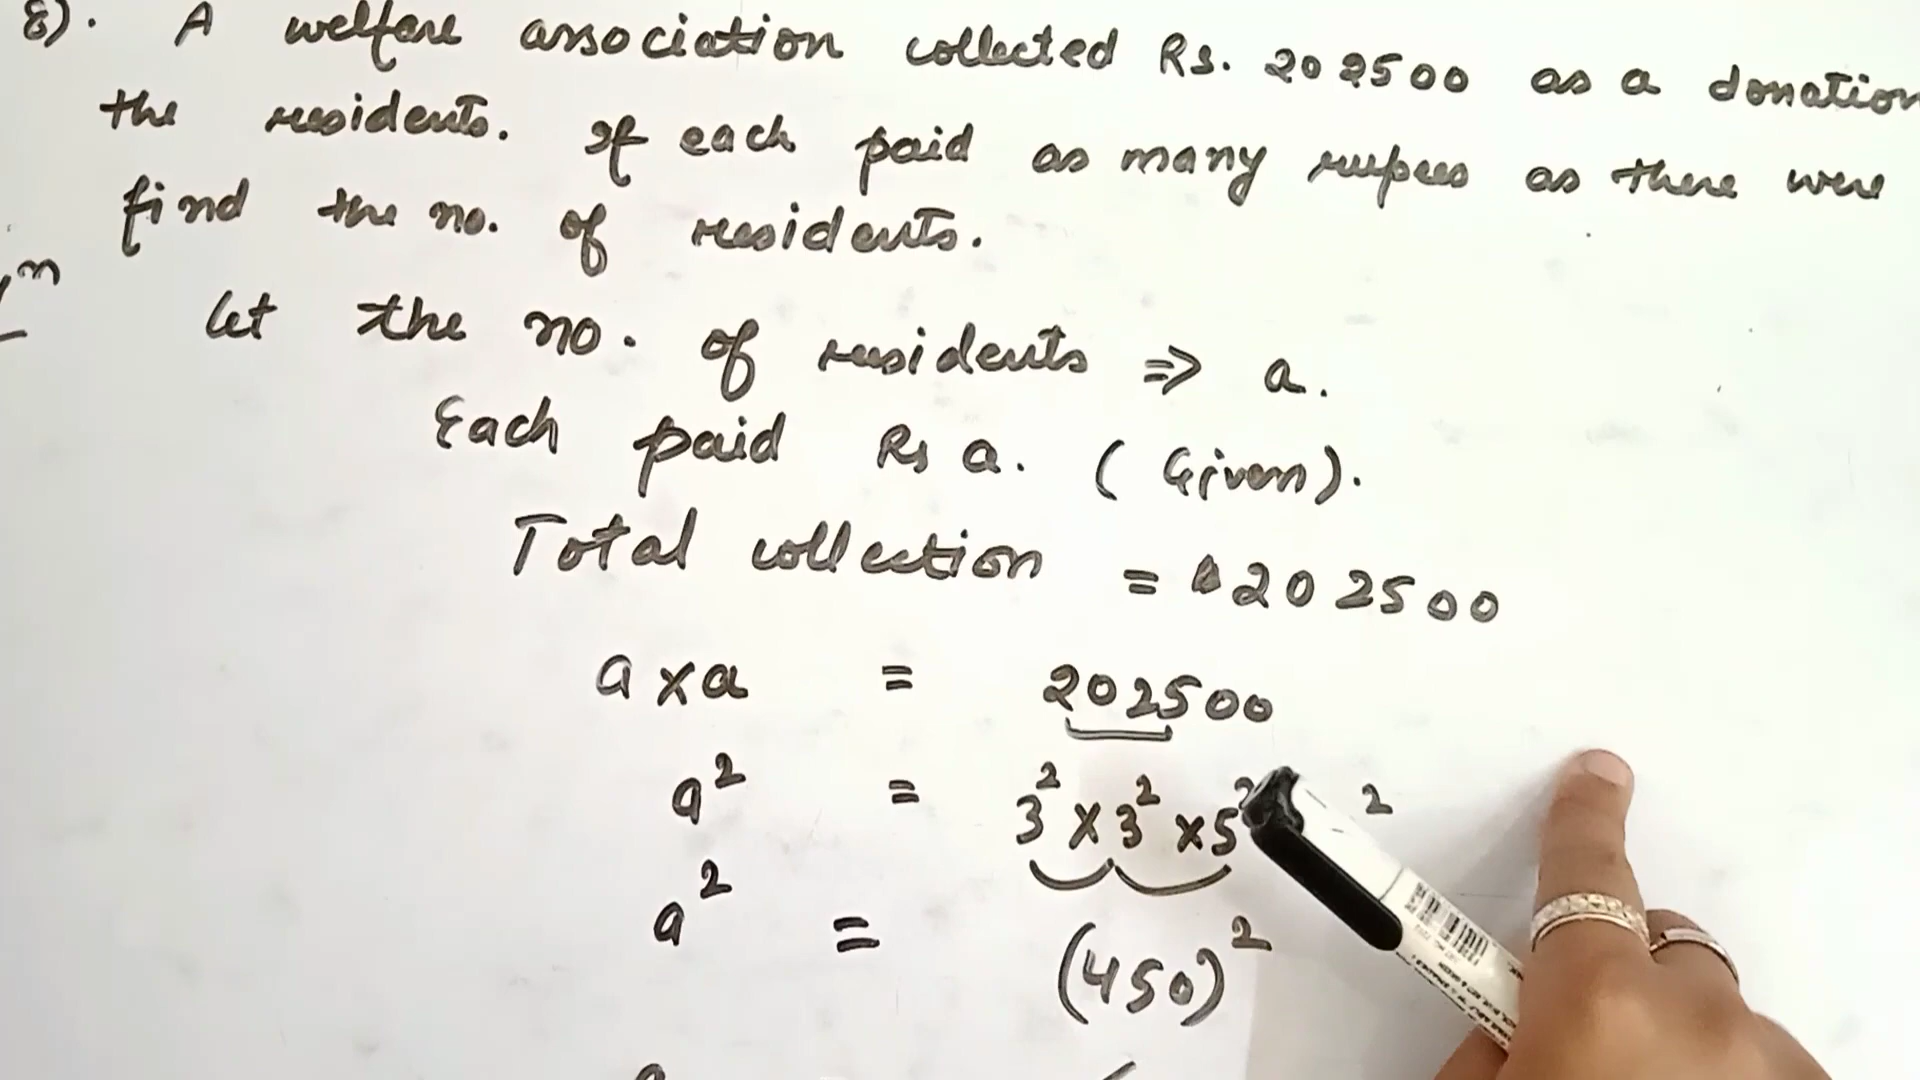 8). A welfare association collected Rs. 202500 as a donation
the residents. If each paid as many rupees as there were
find the no. of residents.
let the no. of residents => a.
Each paid Rs a. (Given).
Total collection = 202500
a x a = 202500
a² = 3² x 3² x 5² ²
a² = (450)²